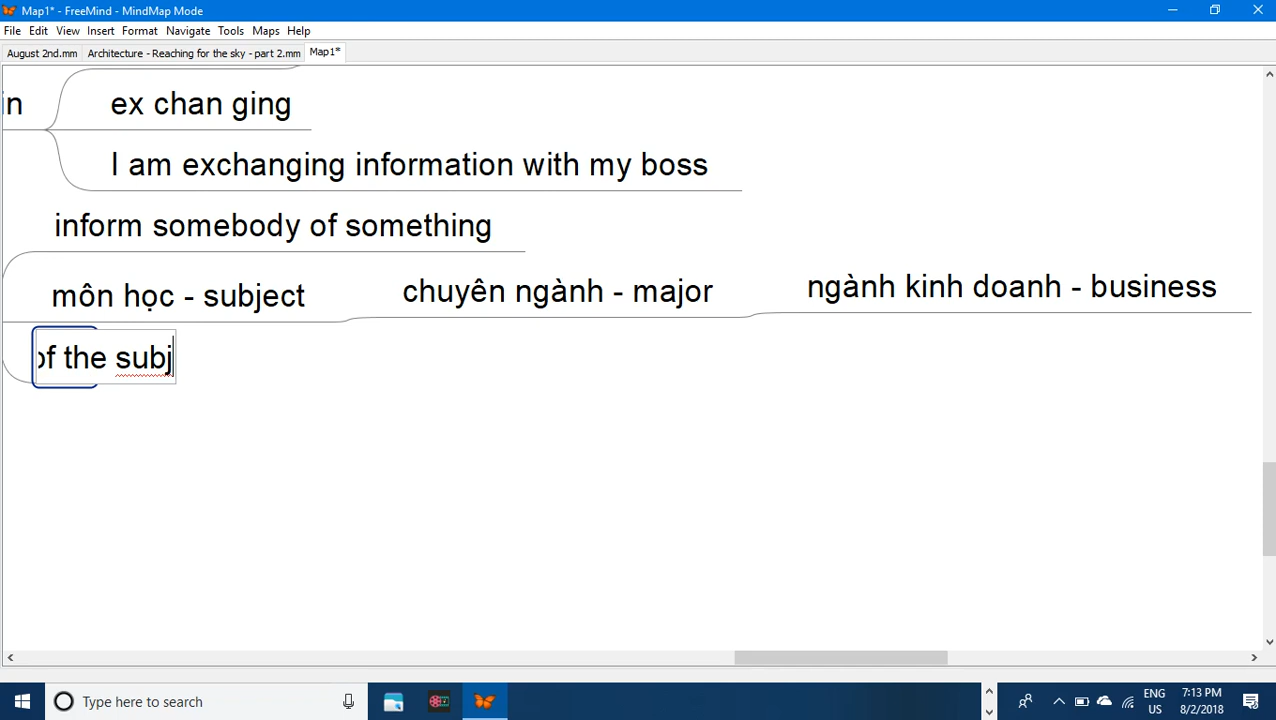 Map1* - FreeMind - MindMap Mode
File Edit View Insert Format Navigate Tools Maps Help
August 2nd.mm Architecture - Reaching for the sky - part 2.mm Map1*
in
ex chan ging
I am exchanging information with my boss
inform somebody of something
môn học - subject chuyên ngành - major ngành kinh doanh - business
of the subj
Type here to search
ENG
US
7:13 PM
8/2/2018